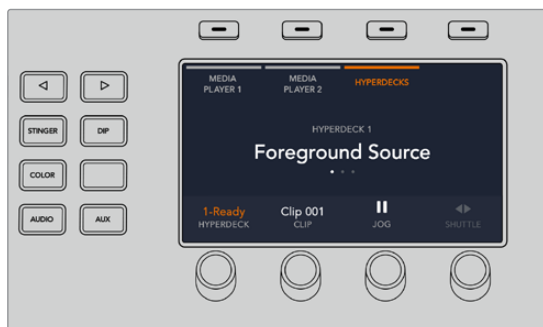 MEDIA
PLAYER 1
MEDIA
PLAYER 2
HYPERDECKS
STINGER
DIP
HYPERDECK 1
Foreground Source
COLOR
AUDIO
AUX
1-Ready
HYPERDECK
Clip 001
CLIP
JOG
SHUTTLE